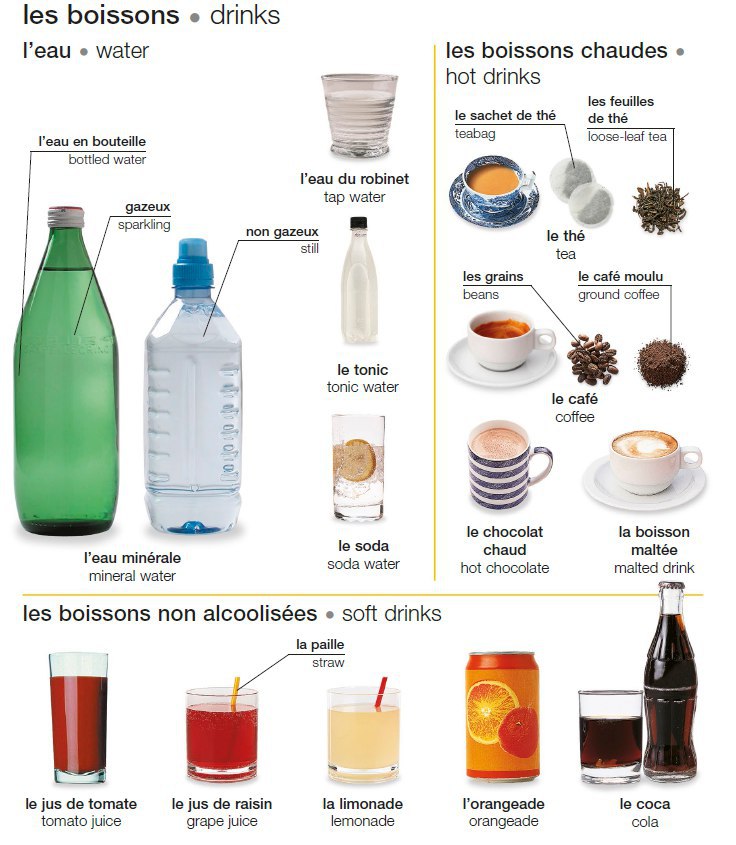 les boissons • drinks
l'eau • water
l'eau en bouteille
bottled water
gazeux
sparkling
non gazeux
still
l'eau minérale
mineral water
l'eau du robinet
tap water
le tonic
tonic water
le soda
soda water
les boissons chaudes •
hot drinks
le sachet de thé
teabag
les feuilles
de thé
loose-leaf tea
le thé
tea
les grains
beans
le café moulu
ground coffee
le café
coffee
le chocolat
chaud
hot chocolate
la boisson
maltée
malted drink
les boissons non alcoolisées • soft drinks
la paille
straw
le jus de tomate
tomato juice
le jus de raisin
grape juice
la limonade
lemonade
l'orangeade
orangeade
le coca
cola